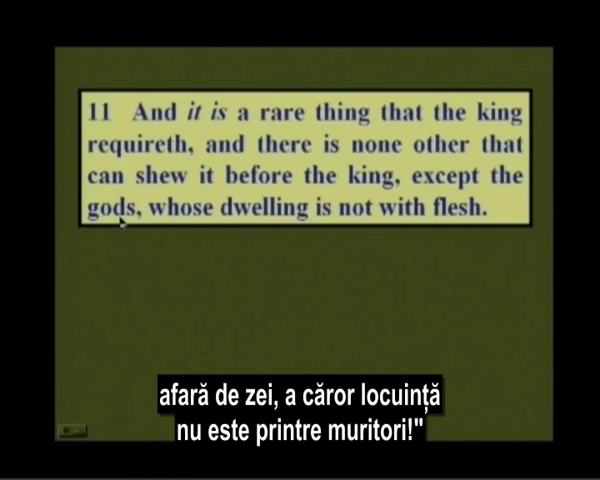 11 And it is a rare thing that the king
requireth, and there is none other that
can shew it before the king, except the
gods, whose dwelling is not with flesh.
afară de zei, a căror locuință
nu este printre muritori!"